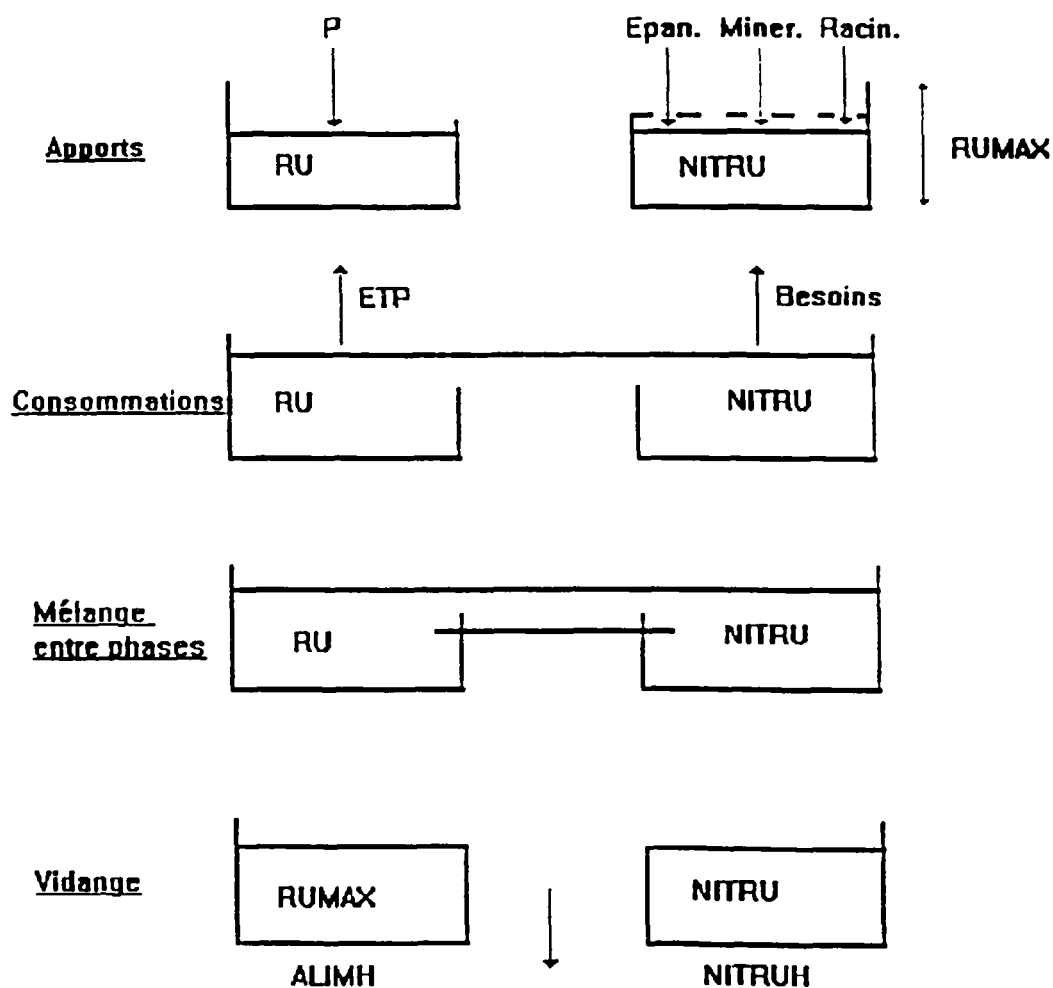 P
Epan. Miner. Racin.
Apports
RU
NITRU
RUMAX
ETP
Besoins
Consommations
RU
NITRU
Mélange
entre phases
RU
NITRU
Vidange
RUMAX
NITRU
ALIMH
NITRUH